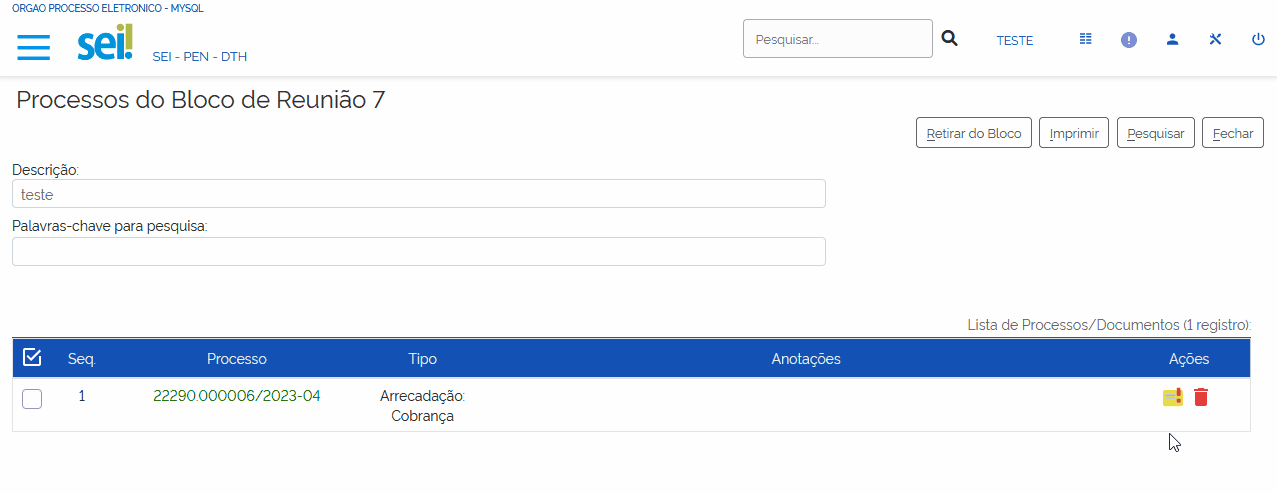 ORGAO PROCESSO ELETRONICO - MYSQL
sei!
SEI - PEN - DTH
Pesquisar...
TESTE
Processos do Bloco de Reunião 7
Retirar do Bloco
Imprimir
Pesquisar
Fechar
Descrição:
teste
Palavras-chave para pesquisa:
Lista de Processos/Documentos (1 registro):
Seq. Processo Tipo Anotações Ações
1 22290.000006/2023-04 Arrecadação:
Cobrança